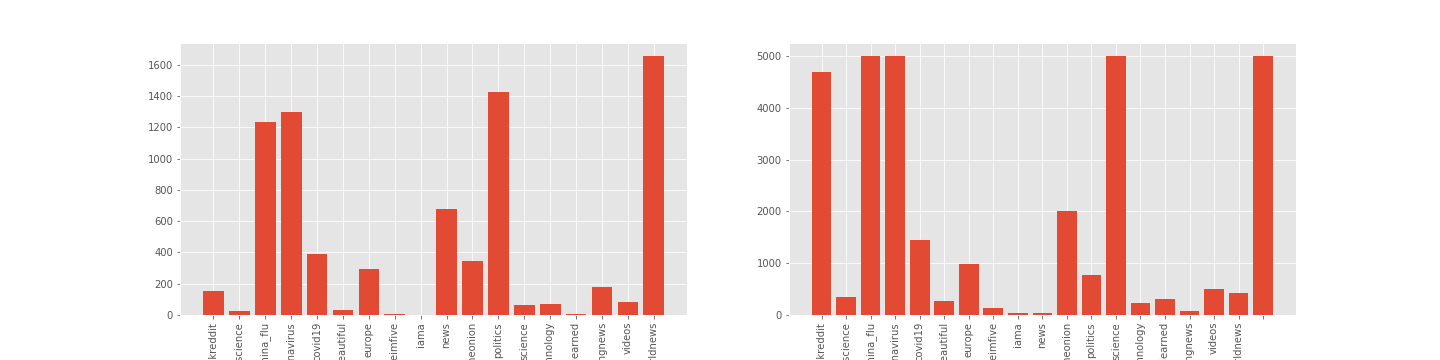 1600
1400
1200
1000
800
600
400
200
0
kreddit
science
ina_flu
navirus
covid19
eautiful
europe
eimfive
iama
news
neonion
politics
science
nology
earned
ngnews
videos
ldnews
5000
4000
3000
2000
1000
0
kreddit
science
ina_flu
navirus
covid19
eautiful
europe
eimfive
iama
news
neonion
politics
science
nology
earned
ngnews
videos
ldnews